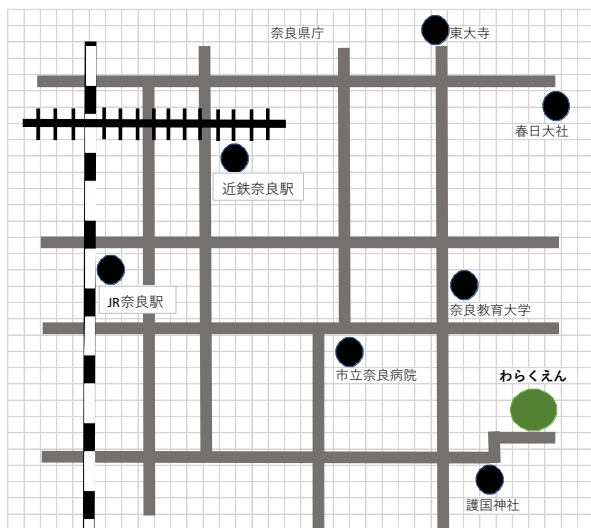 奈良県庁
東大寺
春日大社
近鉄奈良駅
JR奈良駅
奈良教育大学
市立奈良病院
わらくえん
護国神社